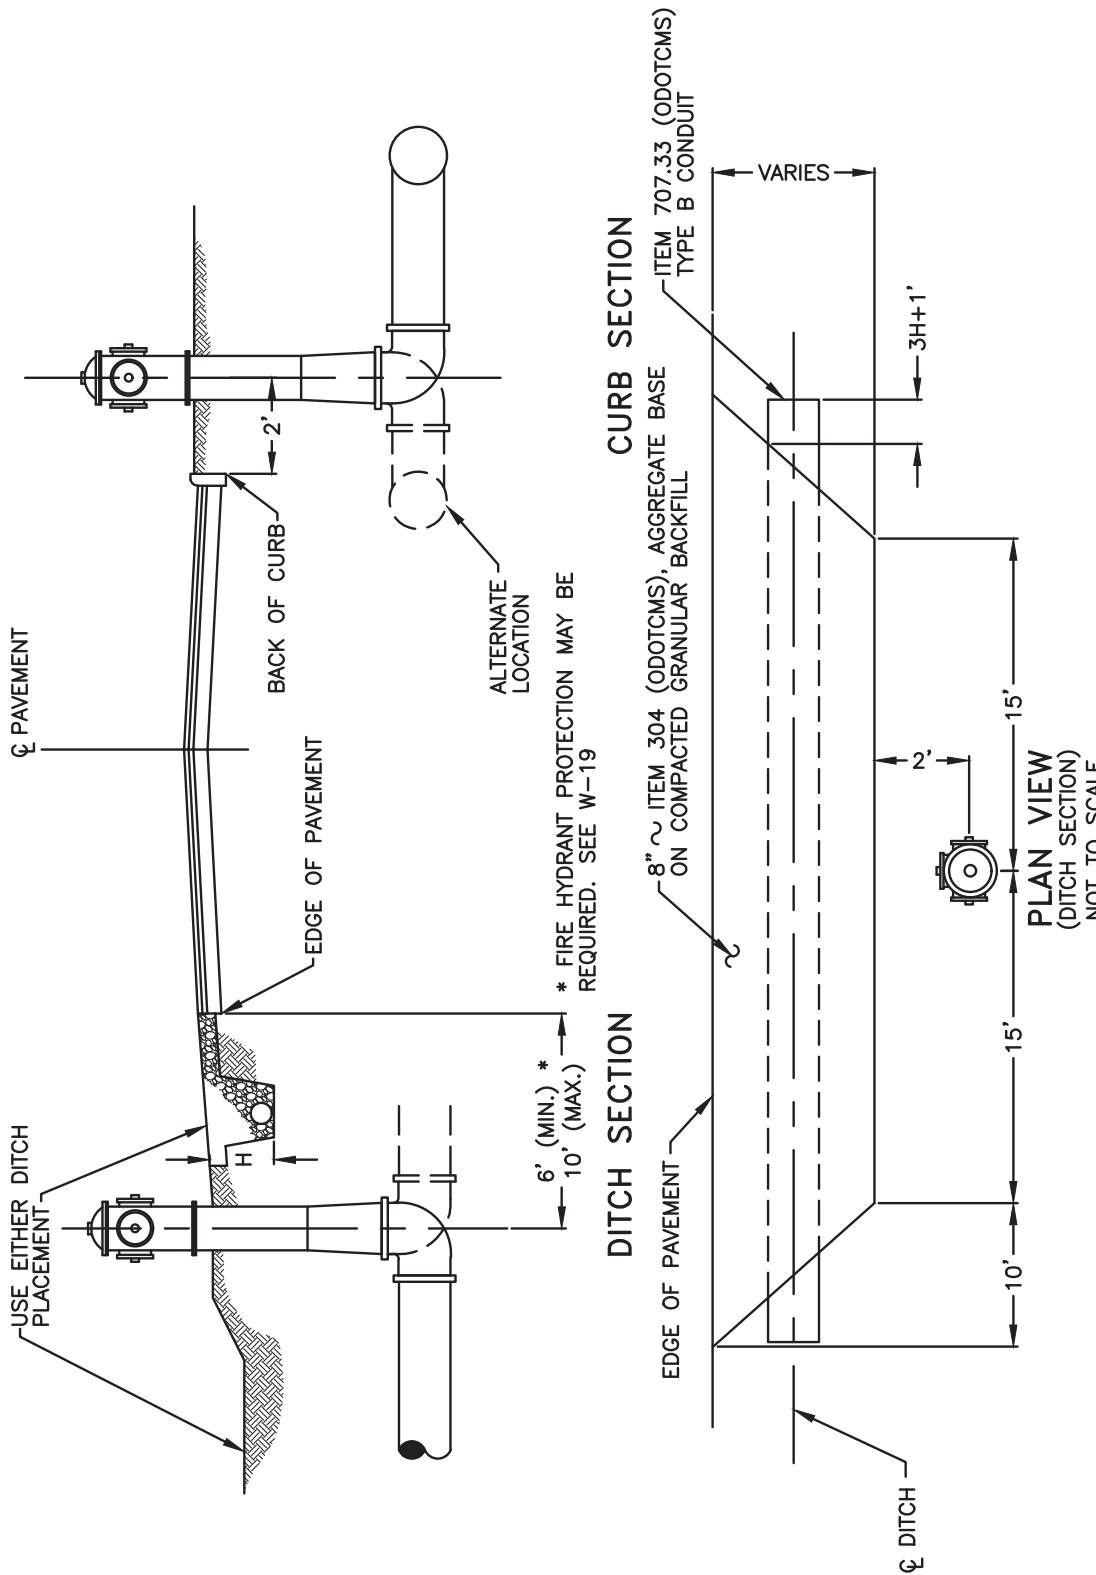 ℄ PAVEMENT
USE EITHER DITCH
PLACEMENT
H
EDGE OF PAVEMENT
BACK OF CURB
2'
6' (MIN.) *
10' (MAX.)
* FIRE HYDRANT PROTECTION MAY BE
REQUIRED. SEE W-19
ALTERNATE
LOCATION
DITCH SECTION
CURB SECTION
EDGE OF PAVEMENT
8" ~ ITEM 304 (ODOTCMS), AGGREGATE BASE
ON COMPACTED GRANULAR BACKFILL
ITEM 707.33 (ODOTCMS)
TYPE B CONDUIT
VARIES
3H+1'
℄ DITCH
10'
15'
15'
2'
PLAN VIEW
(DITCH SECTION)
NOT TO SCALE